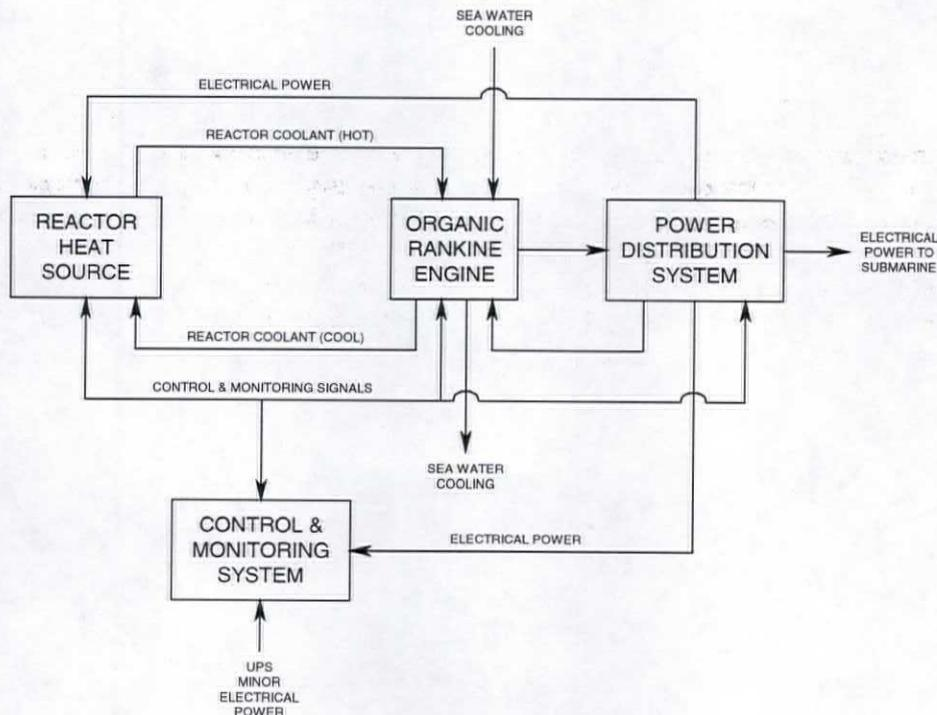 SEA WATER
COOLING
ELECTRICAL POWER
REACTOR COOLANT (HOT)
REACTOR
HEAT
SOURCE
ORGANIC
RANKINE
ENGINE
POWER
DISTRIBUTION
SYSTEM
ELECTRICAL
POWER TO
SUBMARINE
REACTOR COOLANT (COOL)
CONTROL & MONITORING SIGNALS
SEA WATER
COOLING
CONTROL &
MONITORING
SYSTEM
ELECTRICAL POWER
UPS
MINOR
ELECTRICAL
POWER